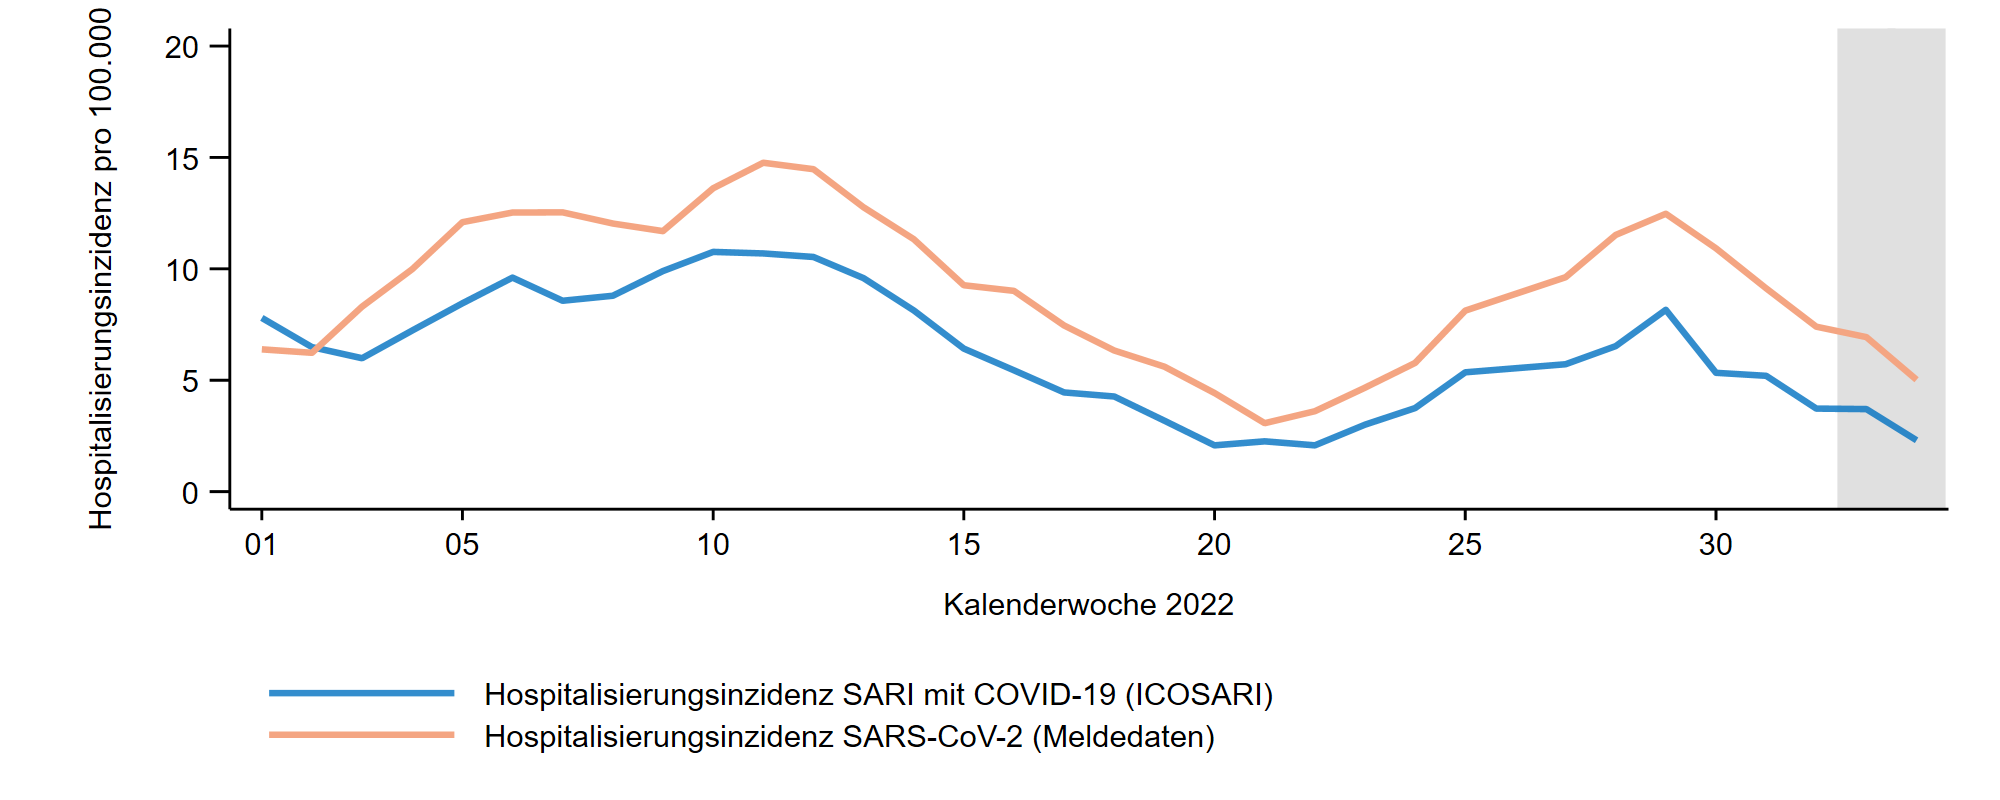 Hospitalisierungsinzidenz pro 100.000
20
15
10
5
0
01 05 10 15 20 25 30
Kalenderwoche 2022
Hospitalisierungsinzidenz SARI mit COVID-19 (ICOSARI)
Hospitalisierungsinzidenz SARS-CoV-2 (Meldedaten)